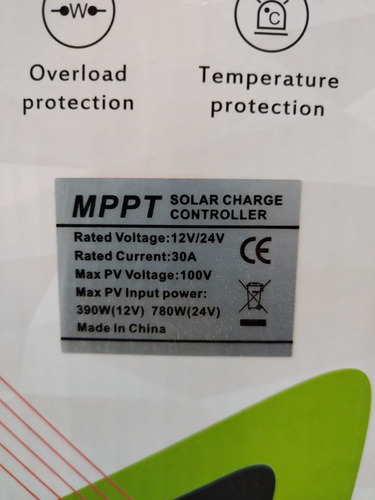 W
°C
Overload
protection
Temperature
protection
MPPT SOLAR CHARGE
CONTROLLER
Rated Voltage:12V/24V
Rated Current:30A
Max PV Voltage:100V
Max PV Input power:
390W(12V) 780W(24V)
Made In China
CE